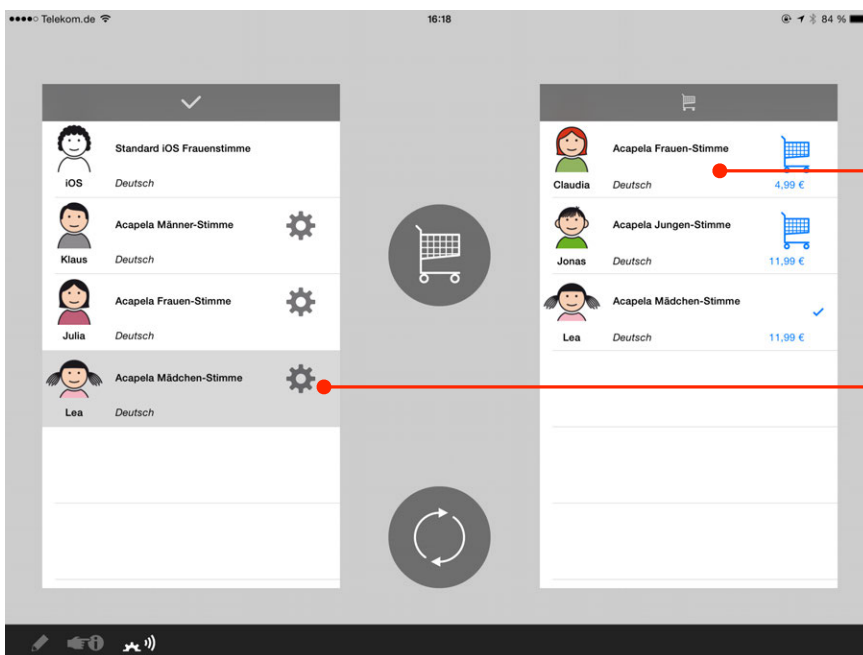 Telekom.de 16:18 84 %
Standard iOS Frauenstimme
iOS Deutsch
Acapela Männer-Stimme
Klaus Deutsch
Acapela Frauen-Stimme
Julia Deutsch
Acapela Mädchen-Stimme
Lea Deutsch
Acapela Frauen-Stimme
Claudia Deutsch 4,99 €
Acapela Jungen-Stimme
Jonas Deutsch 11,99 €
Acapela Mädchen-Stimme
Lea Deutsch 11,99 €